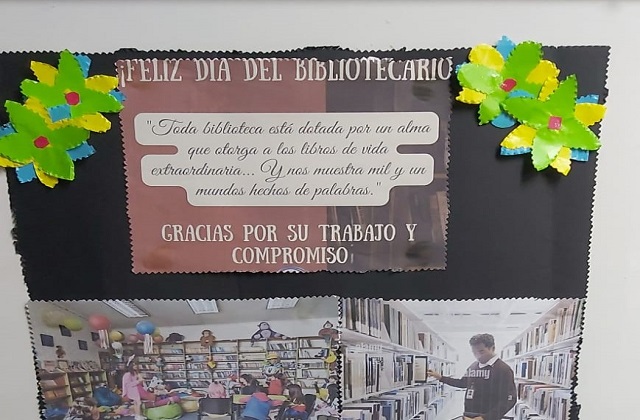 ¡FELIZ DIA DEL BIBLIOTECARIO
"Toda biblioteca está dotada por un alma
que otorga a los libros de vida
extraordinaria... Y nos muestra mil y un
mundos hechos de palabras."
GRACIAS POR SU TRABAJO Y
COMPROMISO
alamy